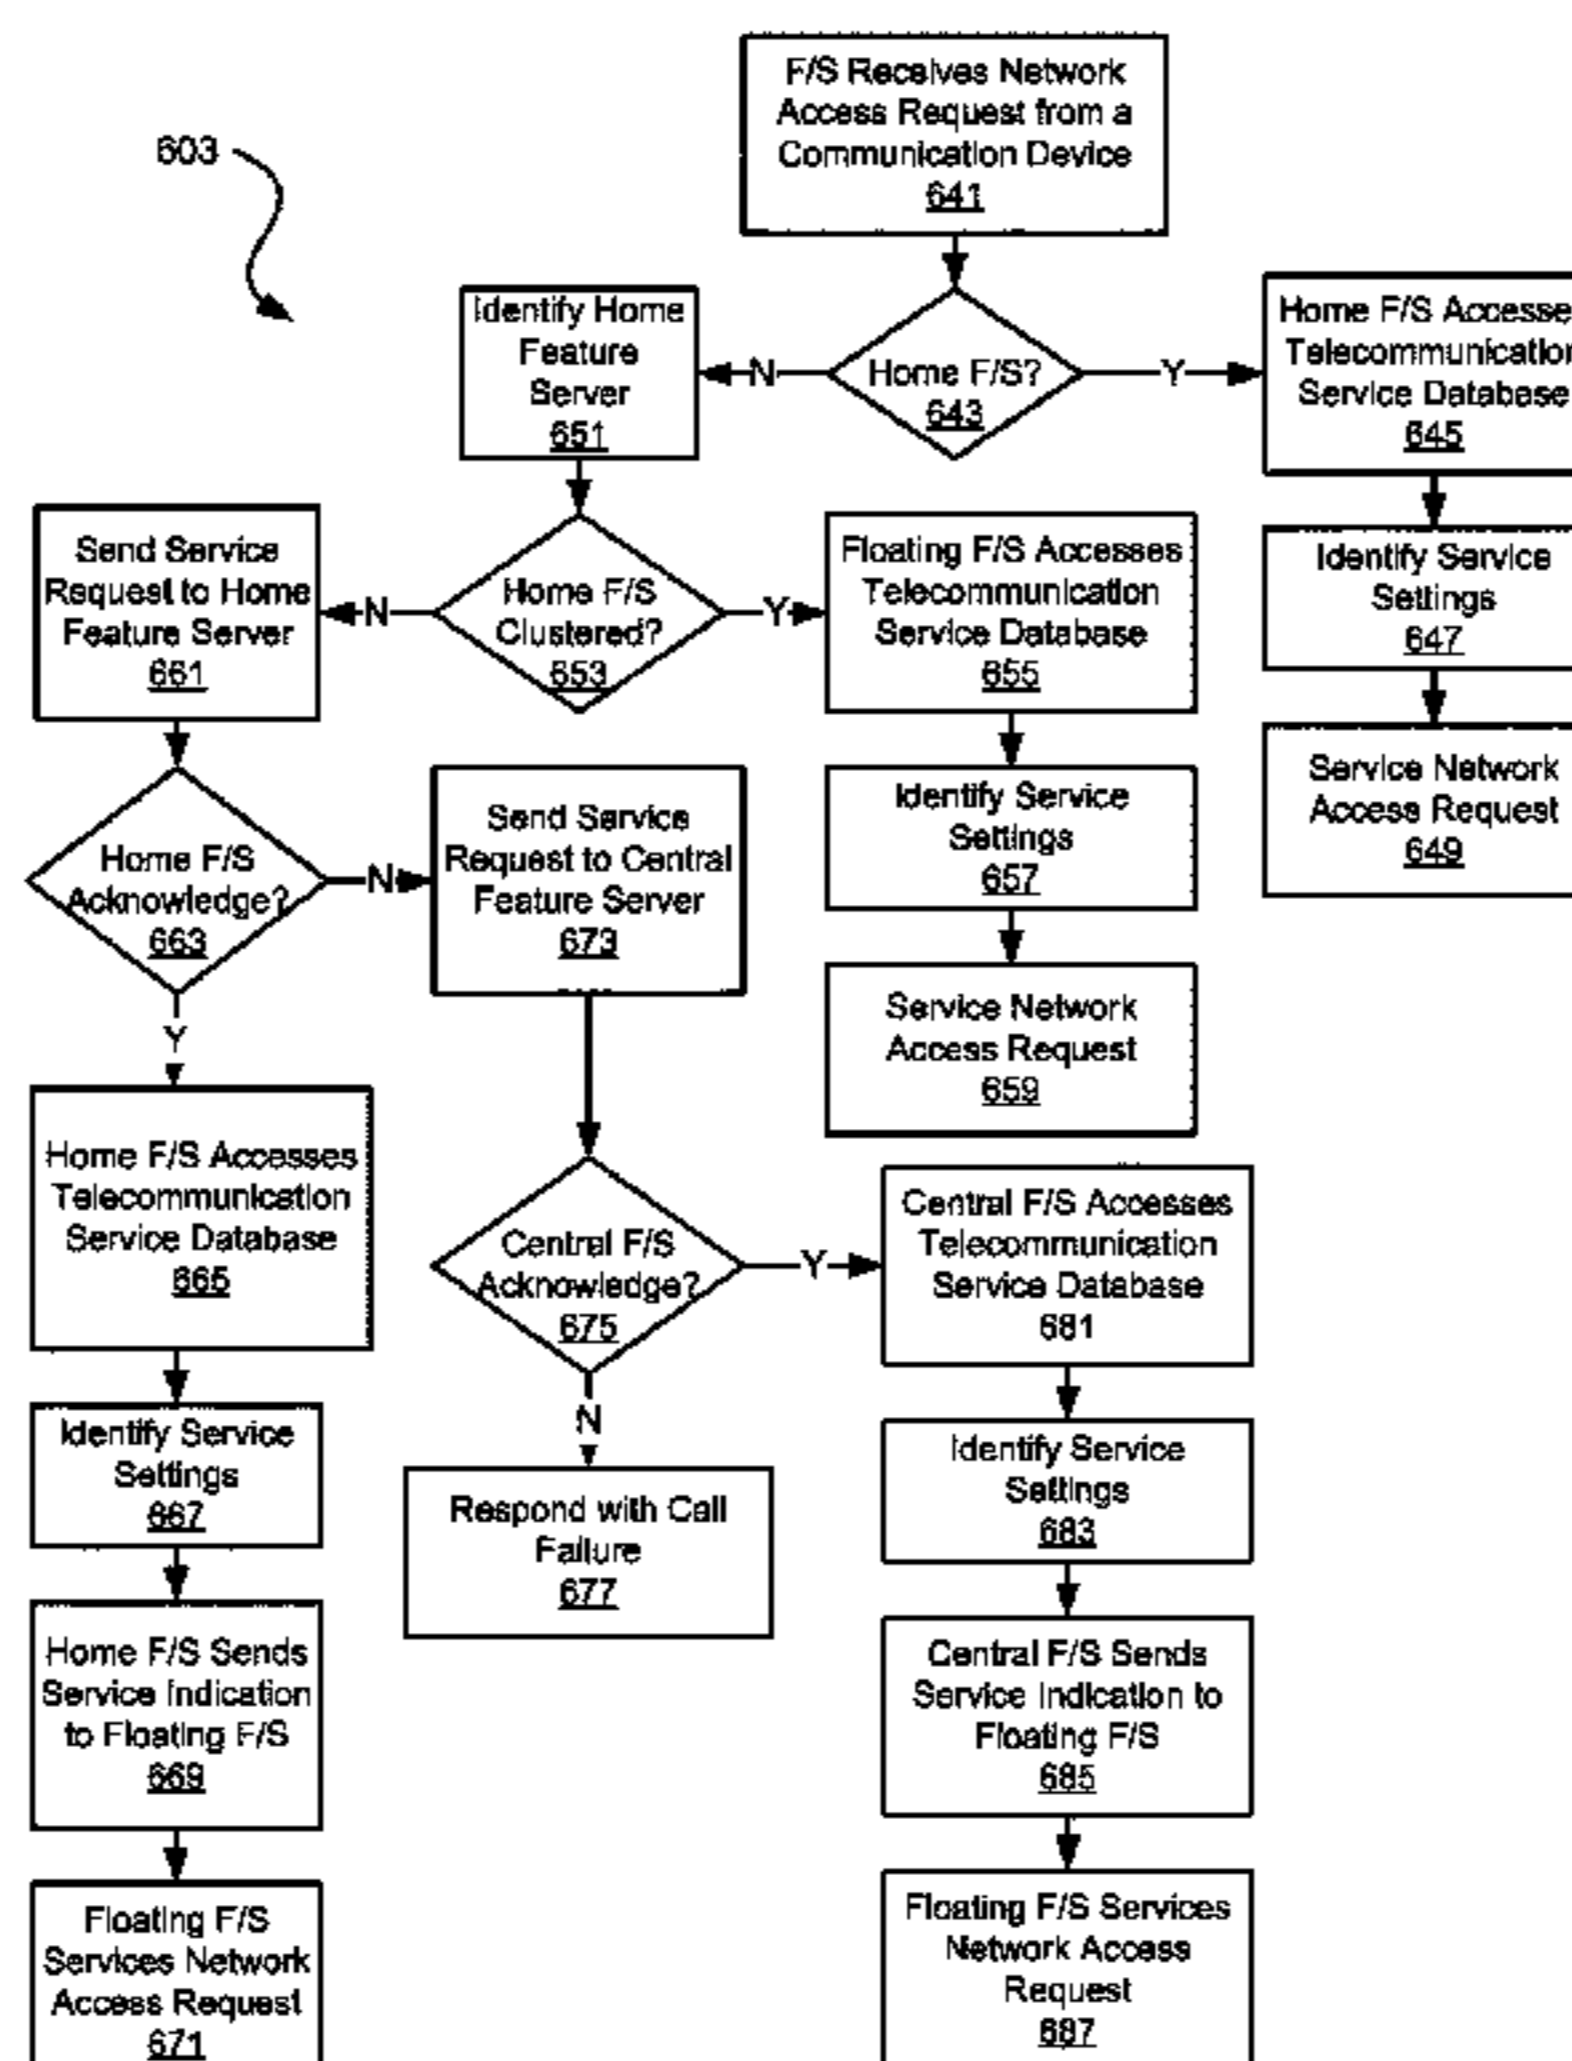 F/S Receives Network
Access Request from a
Communication Device
641
603
Identify Home
Feature
Server
651
N
Home F/S?
643
Y
Home F/S Accesse
Telecommunication
Service Database
645
Send Service
Request to Home
Feature Server
661
N
Home F/S
Clustered?
653
Y
Floating F/S Accesses
Telecommunication
Service Database
655
Identify Service
Settings
647
Service Network
Access Request
649
Home F/S
Acknowledge?
663
N
Send Service
Request to Central
Feature Server
673
Identify Service
Settings
657
Service Network
Access Request
659
Y
Home F/S Accesses
Telecommunication
Service Database
665
Central F/S
Acknowledge?
675
Y
Central F/S Accesses
Telecommunication
Service Database
681
N
Identify Service
Settings
667
Respond with Call
Failure
677
Identify Service
Settings
683
Home F/S Sends
Service Indication
to Floating F/S
669
Central F/S Sends
Service Indication to
Floating F/S
685
Floating F/S
Services Network
Access Request
671
Floating F/S Services
Network Access
Request
687